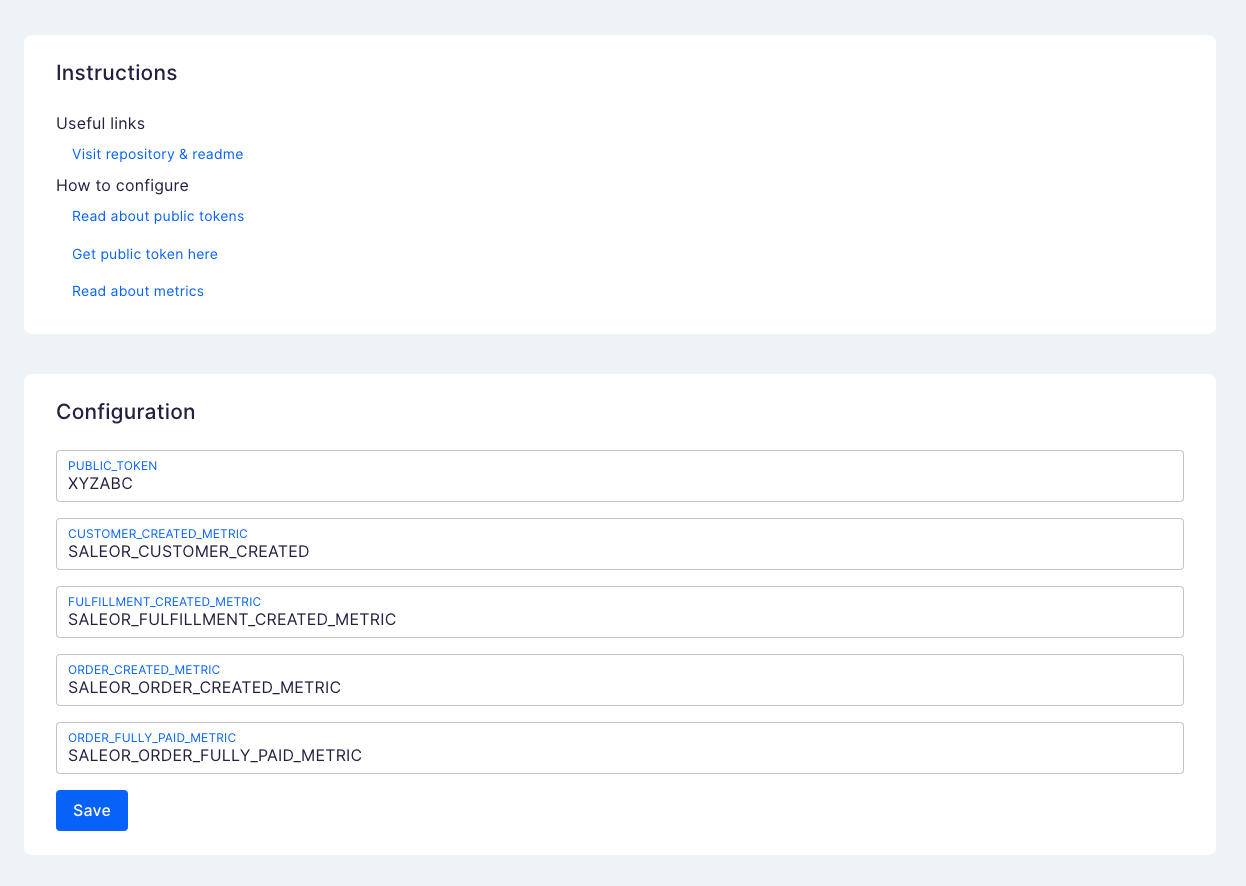 Instructions
Useful links
Visit repository & readme
How to configure
Read about public tokens
Get public token here
Read about metrics
Configuration
PUBLIC_TOKEN
XYZABC
CUSTOMER_CREATED_METRIC
SALEOR_CUSTOMER_CREATED
FULFILLMENT_CREATED_METRIC
SALEOR_FULFILLMENT_CREATED_METRIC
ORDER_CREATED_METRIC
SALEOR_ORDER_CREATED_METRIC
ORDER_FULLY_PAID_METRIC
SALEOR_ORDER_FULLY_PAID_METRIC
Save